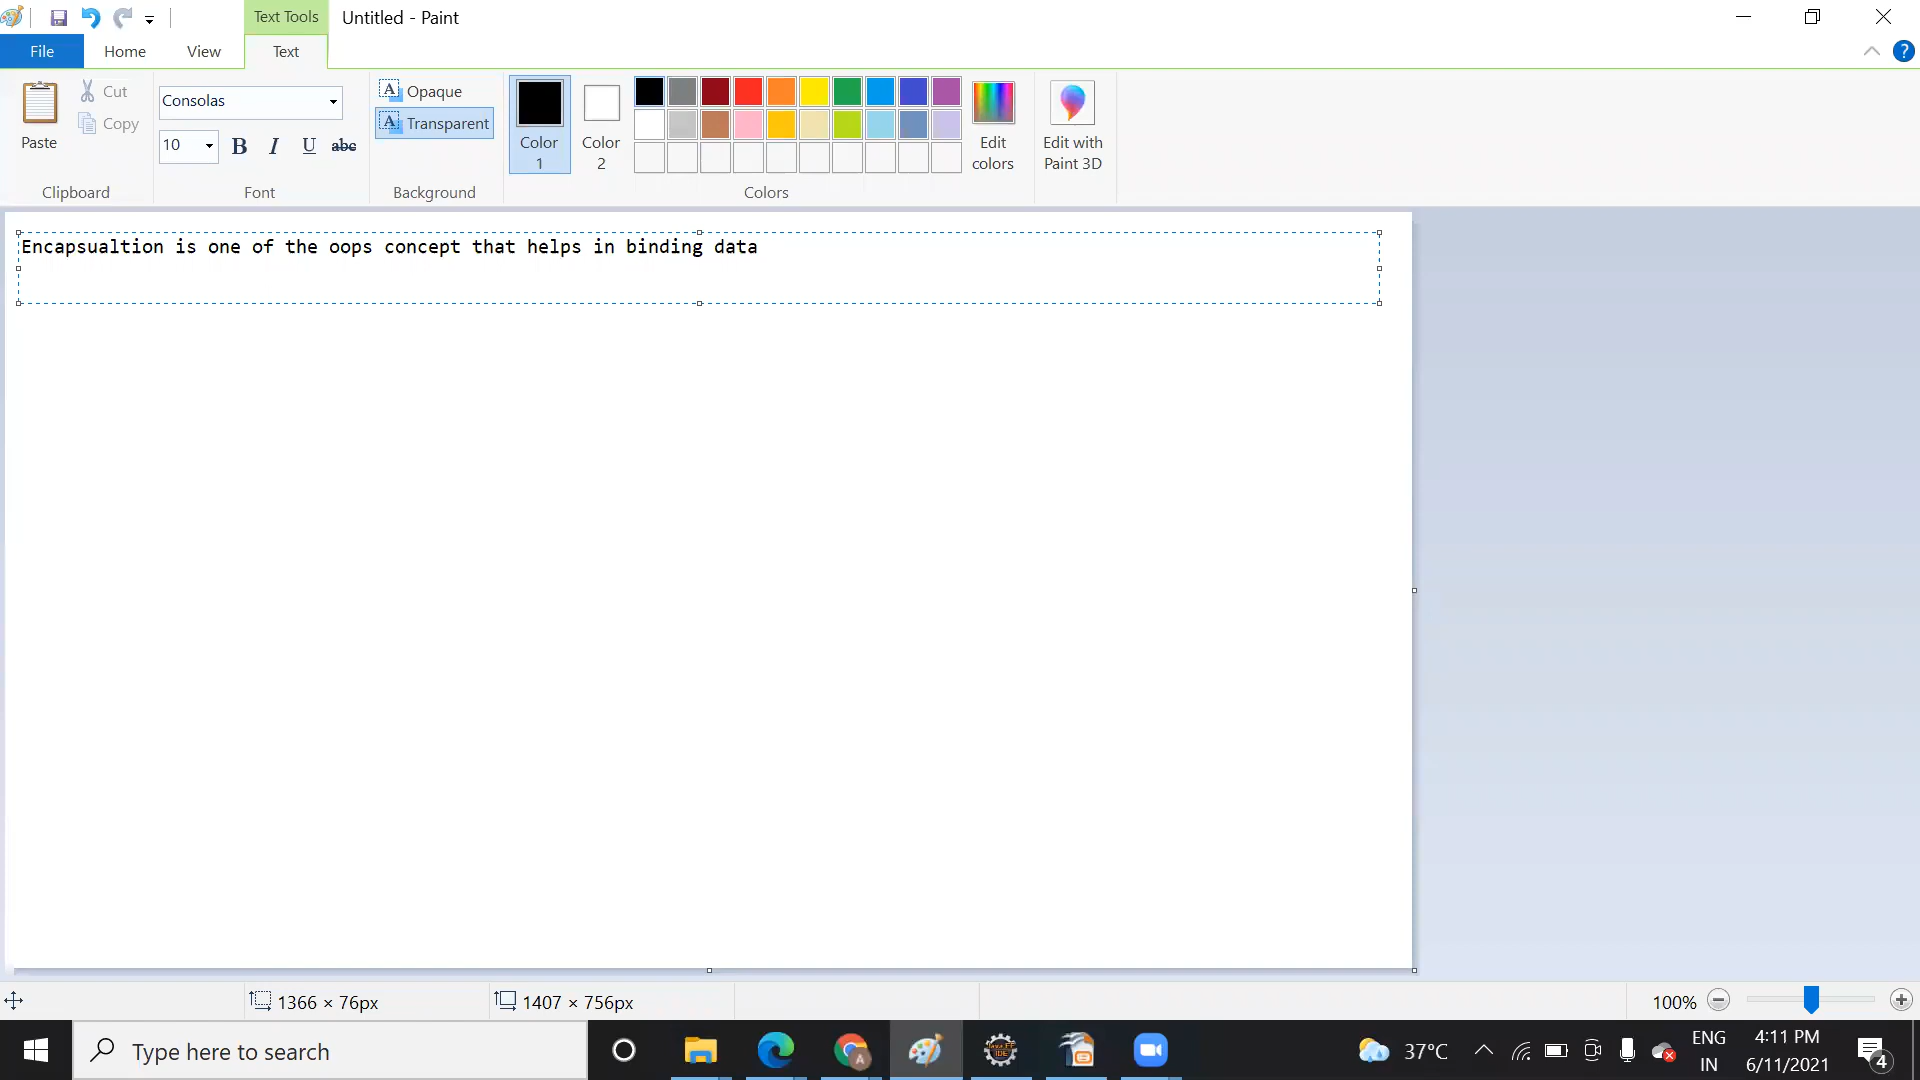 Text Tools
Untitled - Paint
File
Home
View
Text
?
Paste
Cut
Copy
Clipboard
Consolas
10
B I U abc
Font
A Opaque
A Transparent
Background
Color 1
Color 2
Colors
Edit colors
Edit with Paint 3D
Encapsualtion is one of the oops concept that helps in binding data
1366 × 76px
1407 × 756px
100%
Type here to search
A
Java EE
IDE
37°C
ENG
IN
4:11 PM
6/11/2021
4